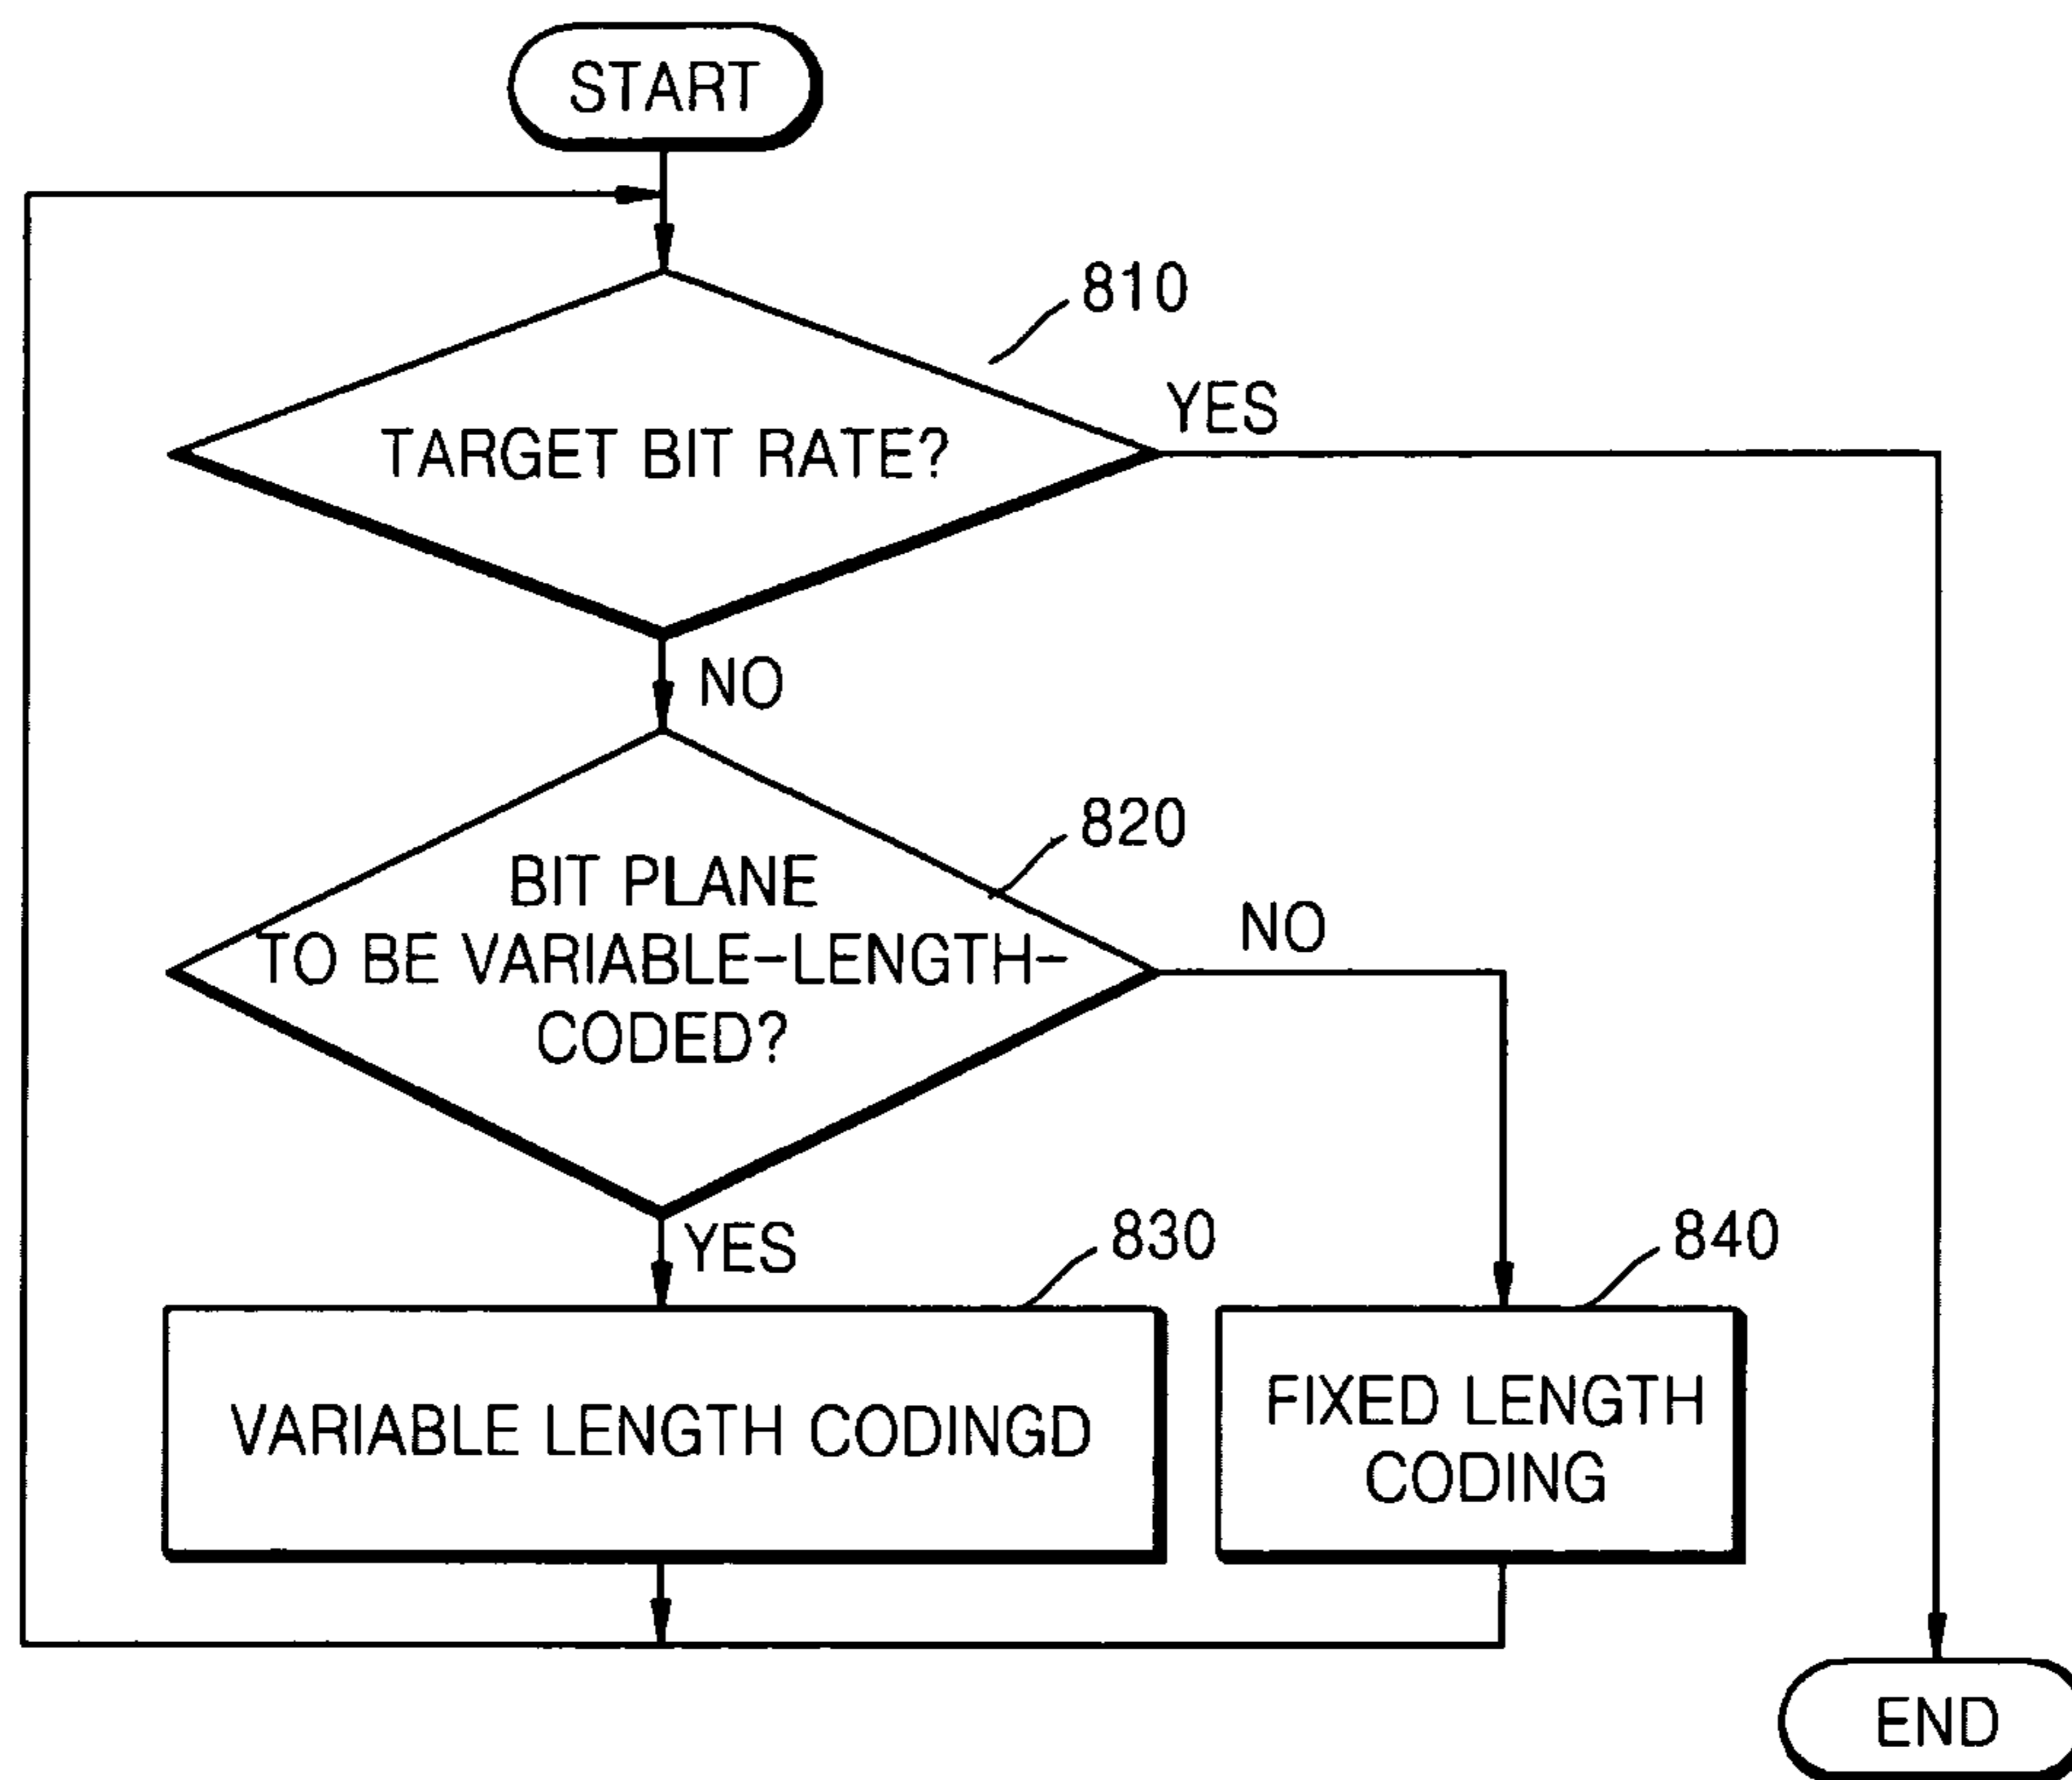 START
810
TARGET BIT RATE?
YES
NO
820
BIT PLANE
TO BE VARIABLE-LENGTH-
CODED?
NO
YES
830
840
VARIABLE LENGTH CODINGD
FIXED LENGTH
CODING
END